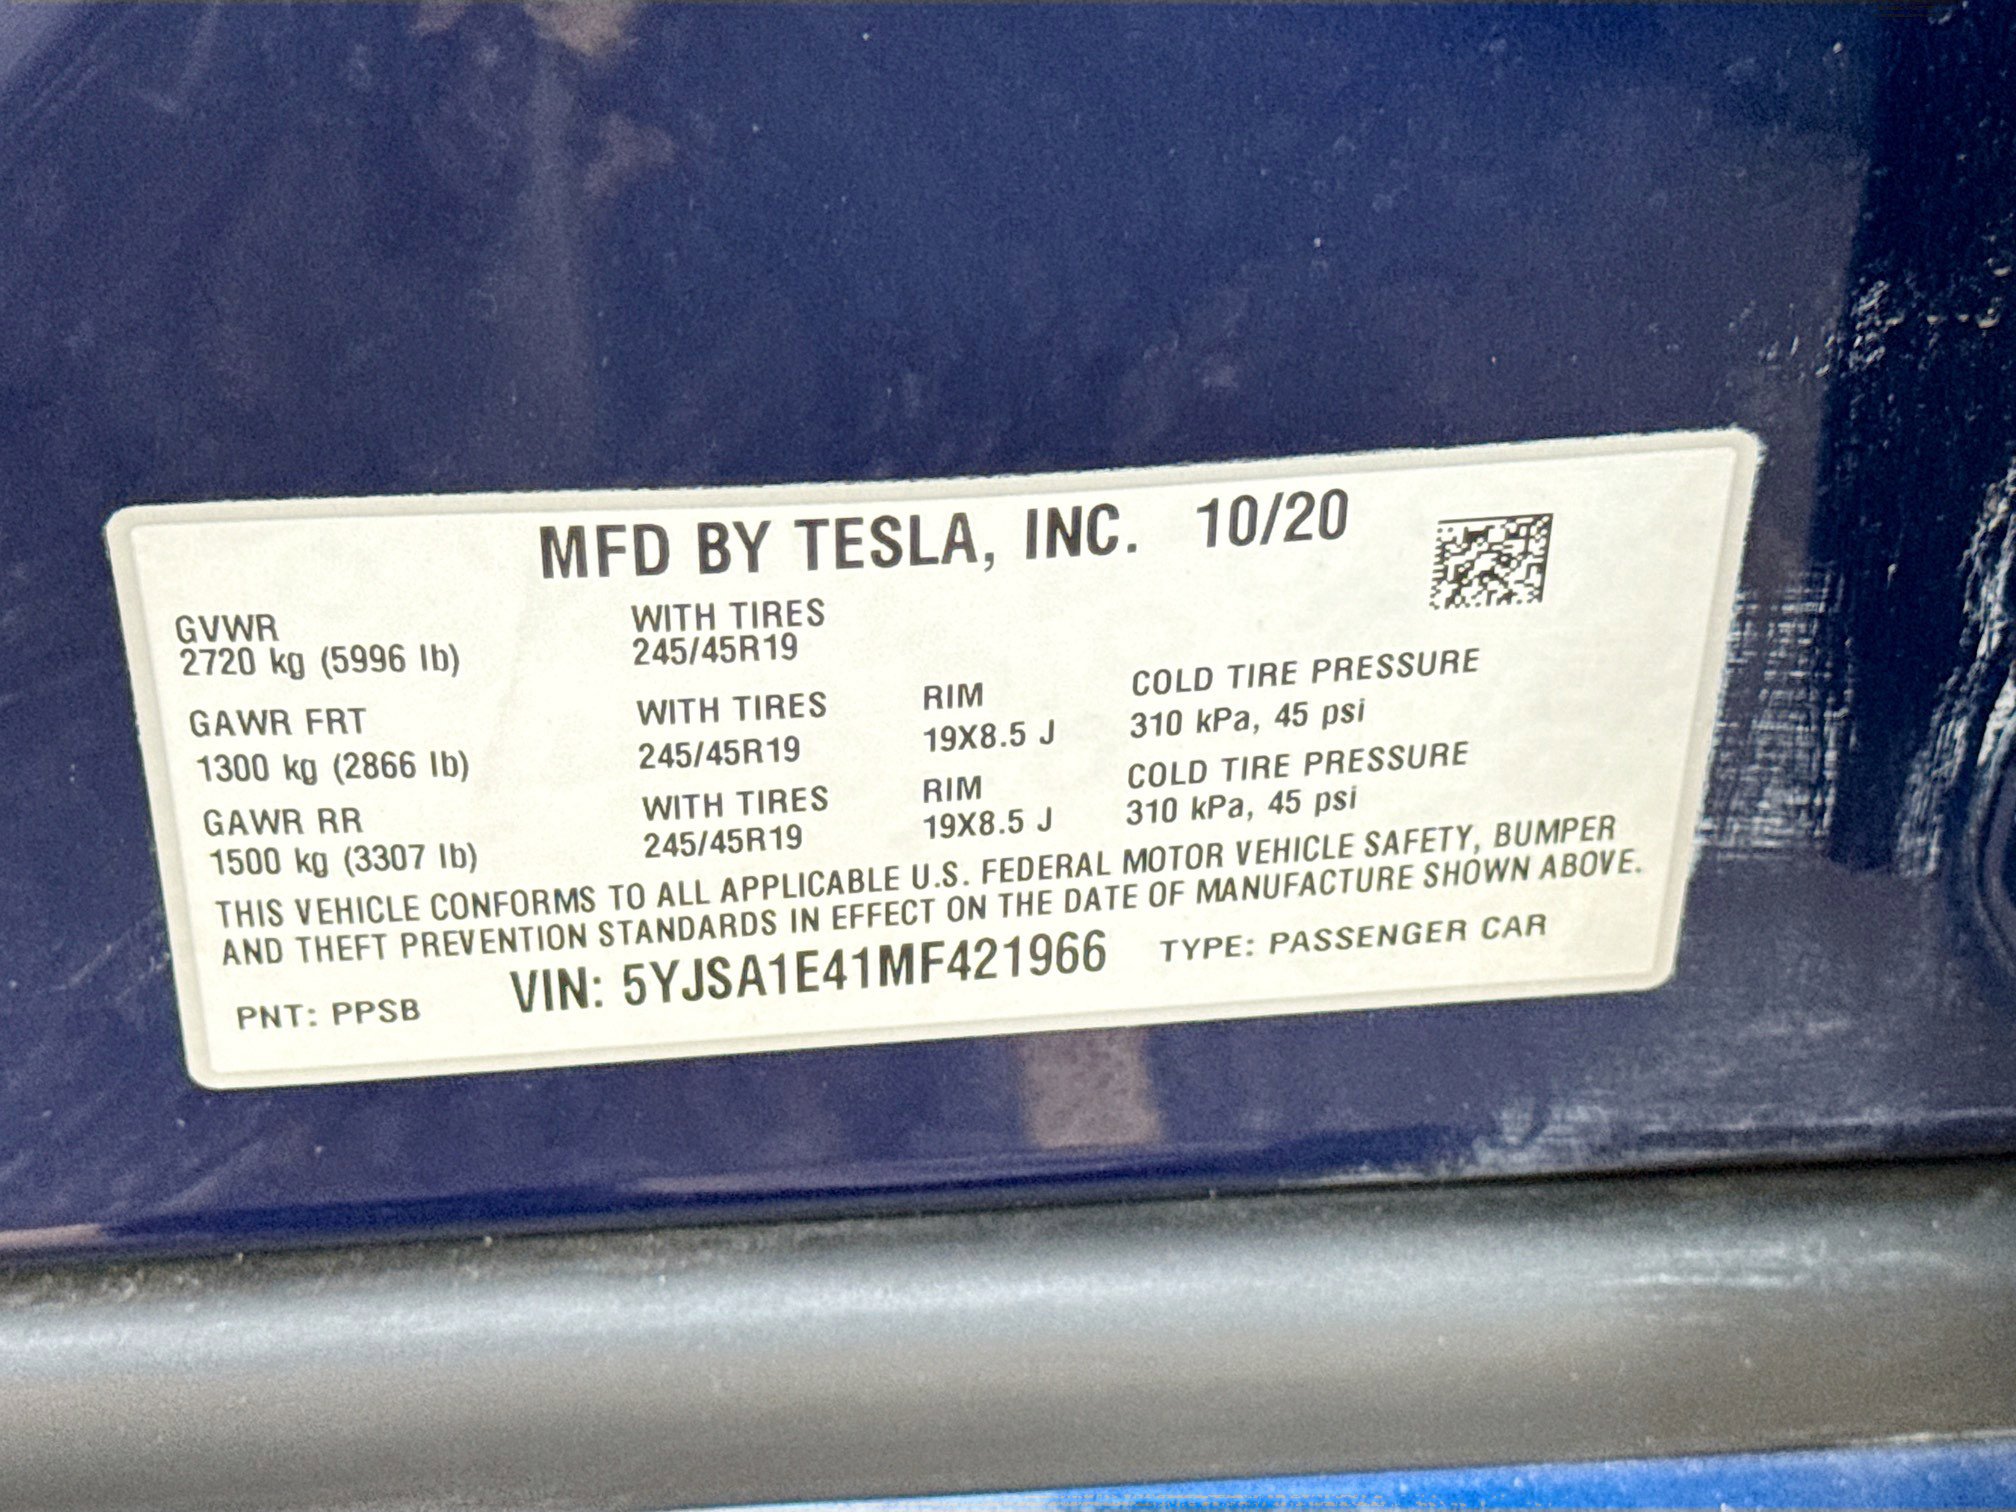 MFD BY TESLA, INC. 10/20
GVWR WITH TIRES
2720 kg (5996 lb) 245/45R19
GAWR FRT WITH TIRES RIM COLD TIRE PRESSURE
1300 kg (2866 lb) 245/45R19 19X8.5 J 310 kPa, 45 psi
GAWR RR WITH TIRES RIM COLD TIRE PRESSURE
1500 kg (3307 lb) 245/45R19 19X8.5 J 310 kPa, 45 psi
THIS VEHICLE CONFORMS TO ALL APPLICABLE U.S. FEDERAL MOTOR VEHICLE SAFETY, BUMPER
AND THEFT PREVENTION STANDARDS IN EFFECT ON THE DATE OF MANUFACTURE SHOWN ABOVE.
PNT: PPSB VIN: 5YJSA1E41MF421966 TYPE: PASSENGER CAR